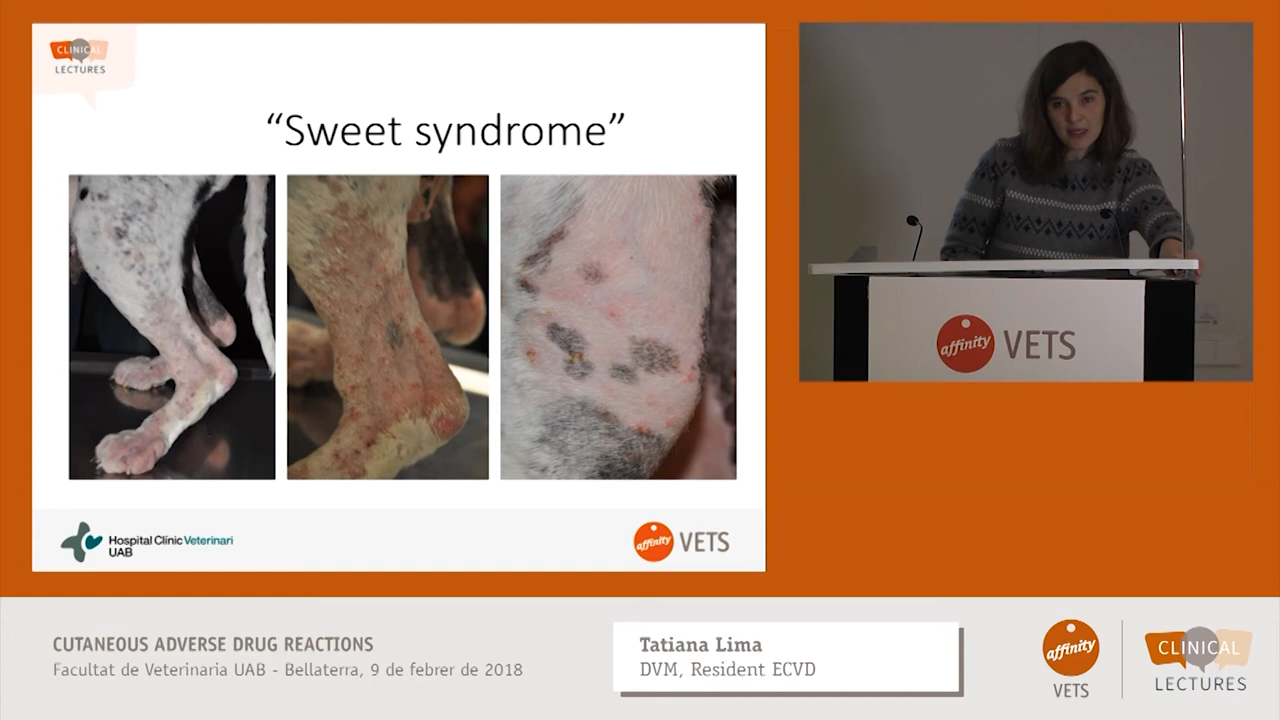 CLINICAL
LECTURES
“Sweet syndrome”
Hospital Clínic Veterinari
UAB
affinity VETS
affinity VETS
CUTANEOUS ADVERSE DRUG REACTIONS
Facultat de Veterinaria UAB - Bellaterra, 9 de febrer de 2018
Tatiana Lima
DVM, Resident ECVD
affinity
VETS
CLINICAL
LECTURES